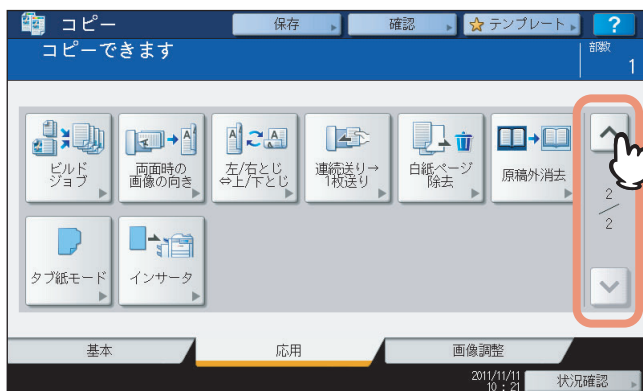 コピー
保存
確認
テンプレート
?
コピーできます
部数
1
ビルド
ジョブ
両面時の
画像の向き
左/右とじ
⇔上/下とじ
連続送り→
1枚送り
白紙ページ
除去
原稿外消去
2
2
タブ紙モード
インサータ
基本
応用
画像調整
2011/11/11
10 : 21
状況確認